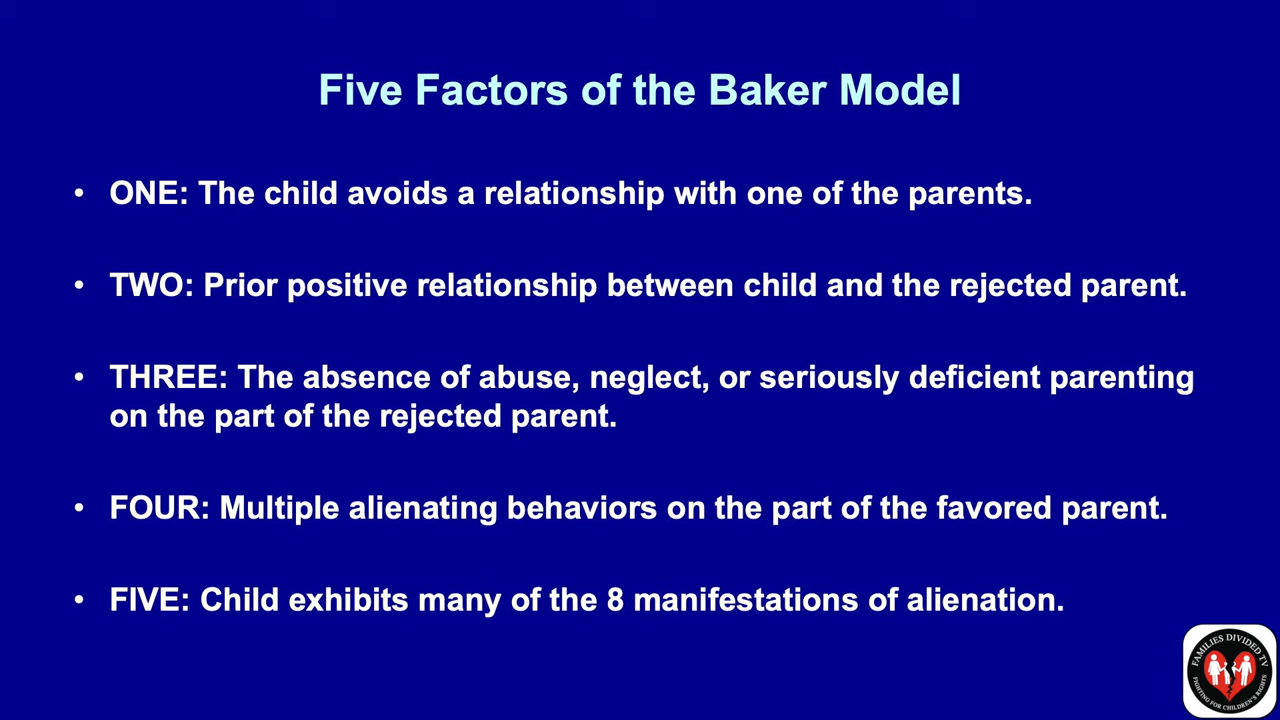 Five Factors of the Baker Model
• ONE: The child avoids a relationship with one of the parents.
• TWO: Prior positive relationship between child and the rejected parent.
• THREE: The absence of abuse, neglect, or seriously deficient parenting
on the part of the rejected parent.
• FOUR: Multiple alienating behaviors on the part of the favored parent.
• FIVE: Child exhibits many of the 8 manifestations of alienation.
FAMILIES DIVIDED TV
FIGHTING FOR CHILDREN'S RIGHTS